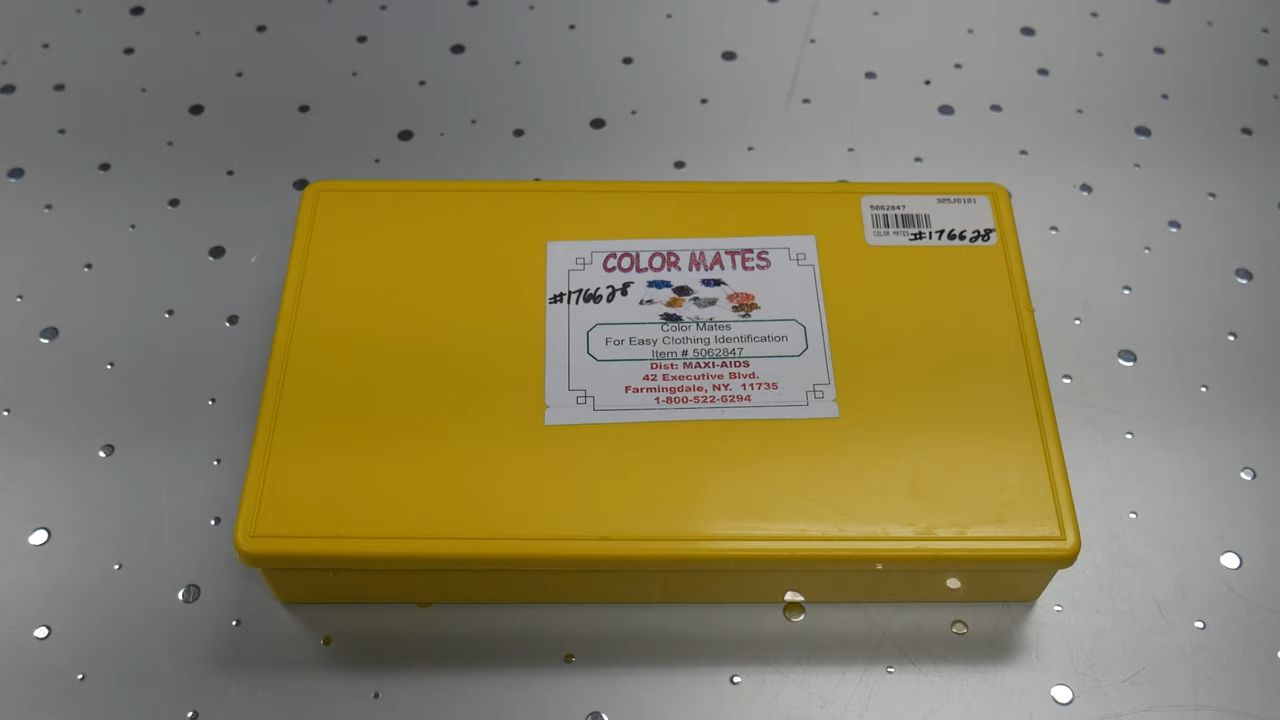 5062847 305J0101
COLOR MATES
#176628
COLOR MATES
#176628
Color Mates
For Easy Clothing Identification
Item # 5062847
Dist: MAXI-AIDS
42 Executive Blvd.
Farmingdale, NY. 11735
1-800-522-6294